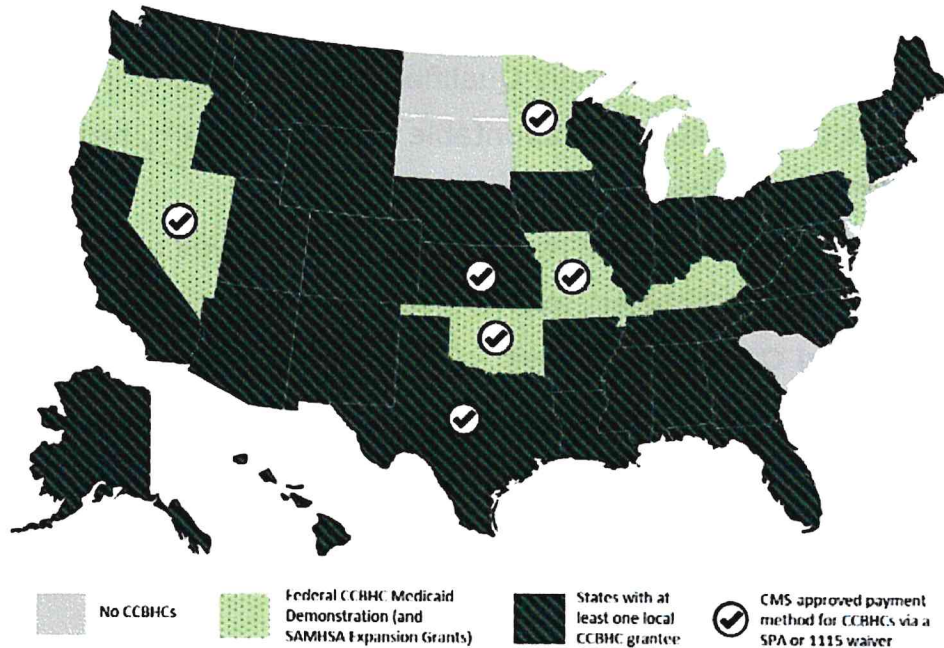 No CCBHCs
Federal CCBHC Medicaid
Demonstration (and
SAMHSA Expansion Grants)
States with at
least one local
CCBHC grantee
CMS approved payment
method for CCBHCs via a
SPA or 1115 waiver